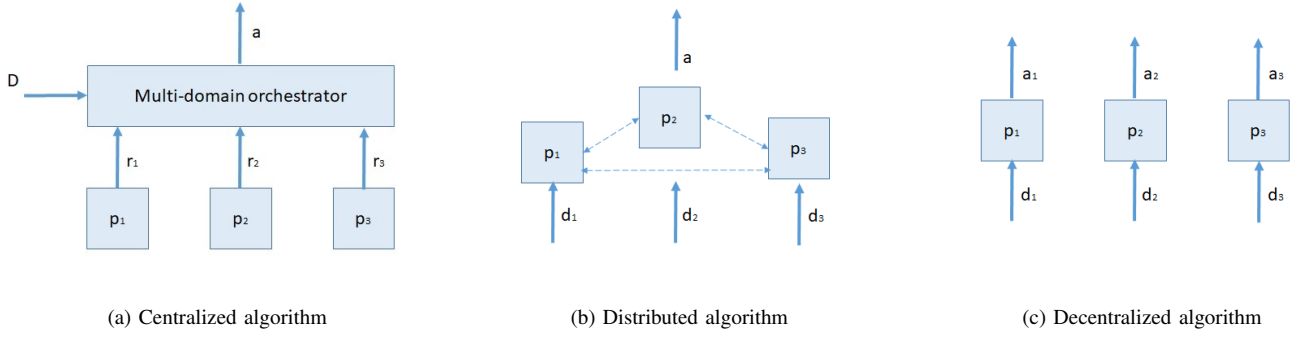 a
D
Multi-domain orchestrator
r1
r2
r3
p1
p2
p3
(a) Centralized algorithm
a
p2
p1
p3
d1
d2
d3
(b) Distributed algorithm
a1
a2
a3
p1
p2
p3
d1
d2
d3
(c) Decentralized algorithm